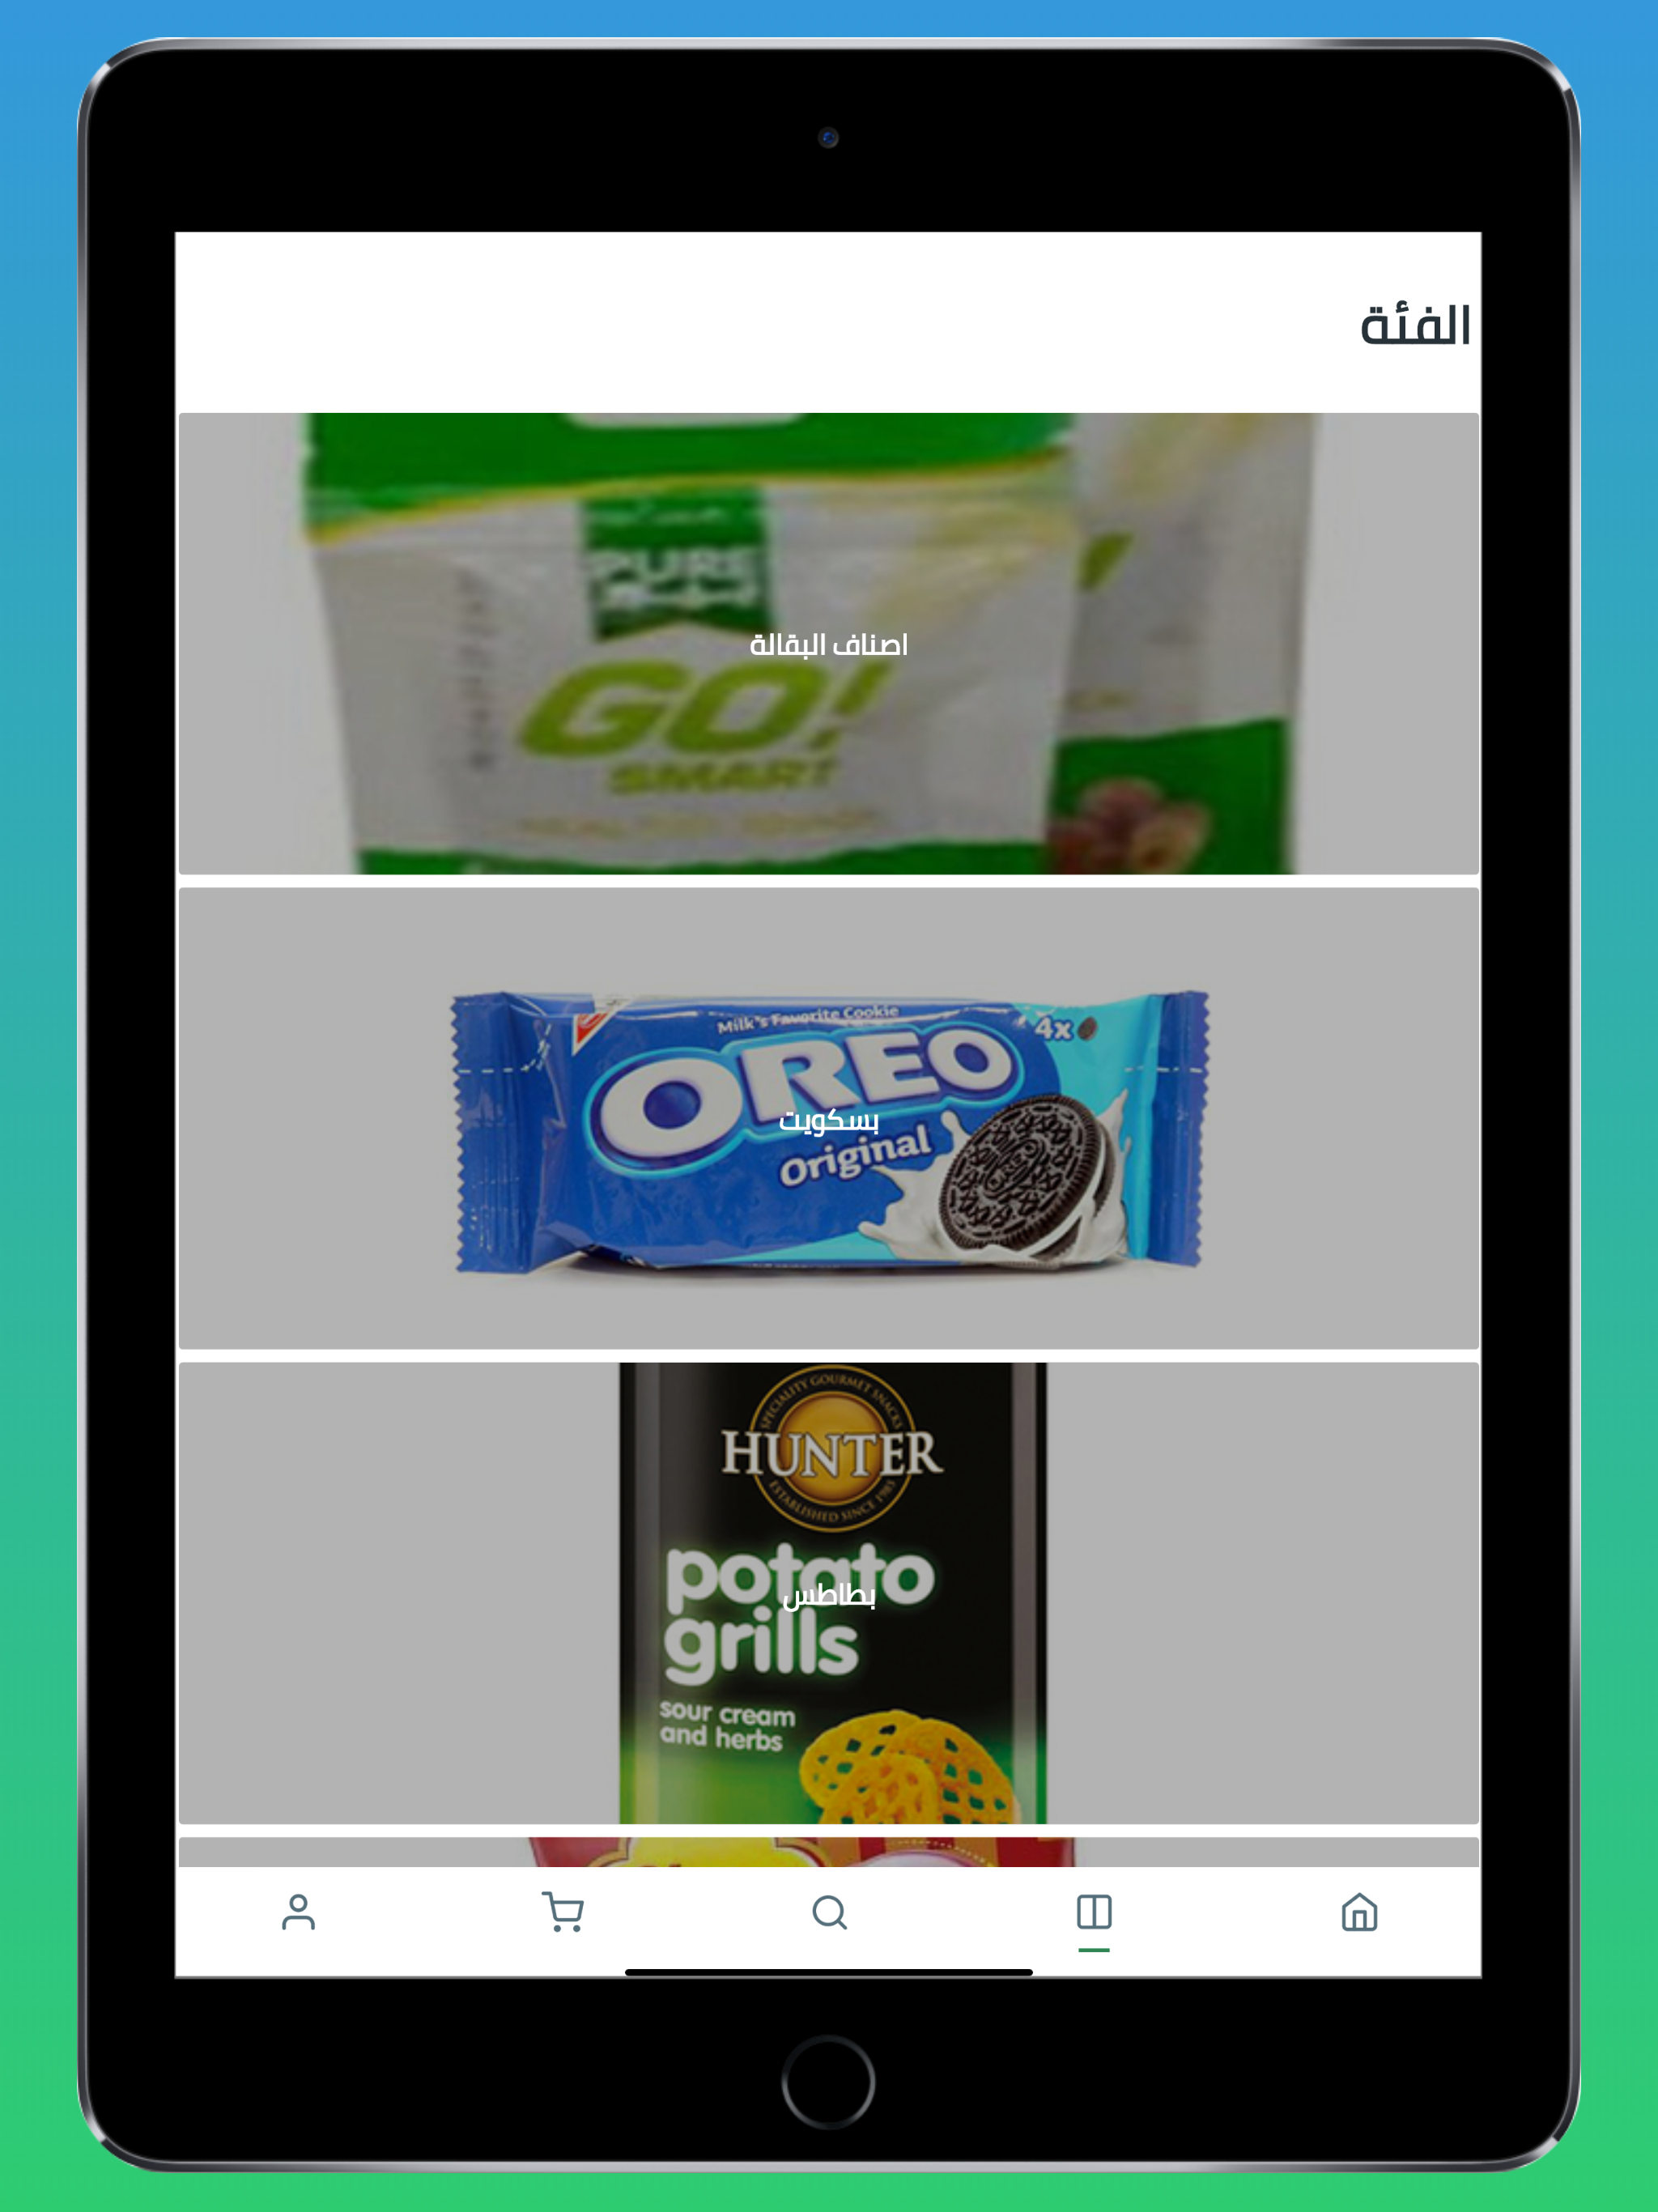 الفئة
PURE
اصناف البقالة
GO!
SMART
Milk's Favorite Cookie
4x
OREO
بسكويت
Original
SPECIALITY GOURMET SNACKS
HUNTER
ESTABLISHED SINCE 1985
potato
بطاطس
grills
sour cream
and herbs